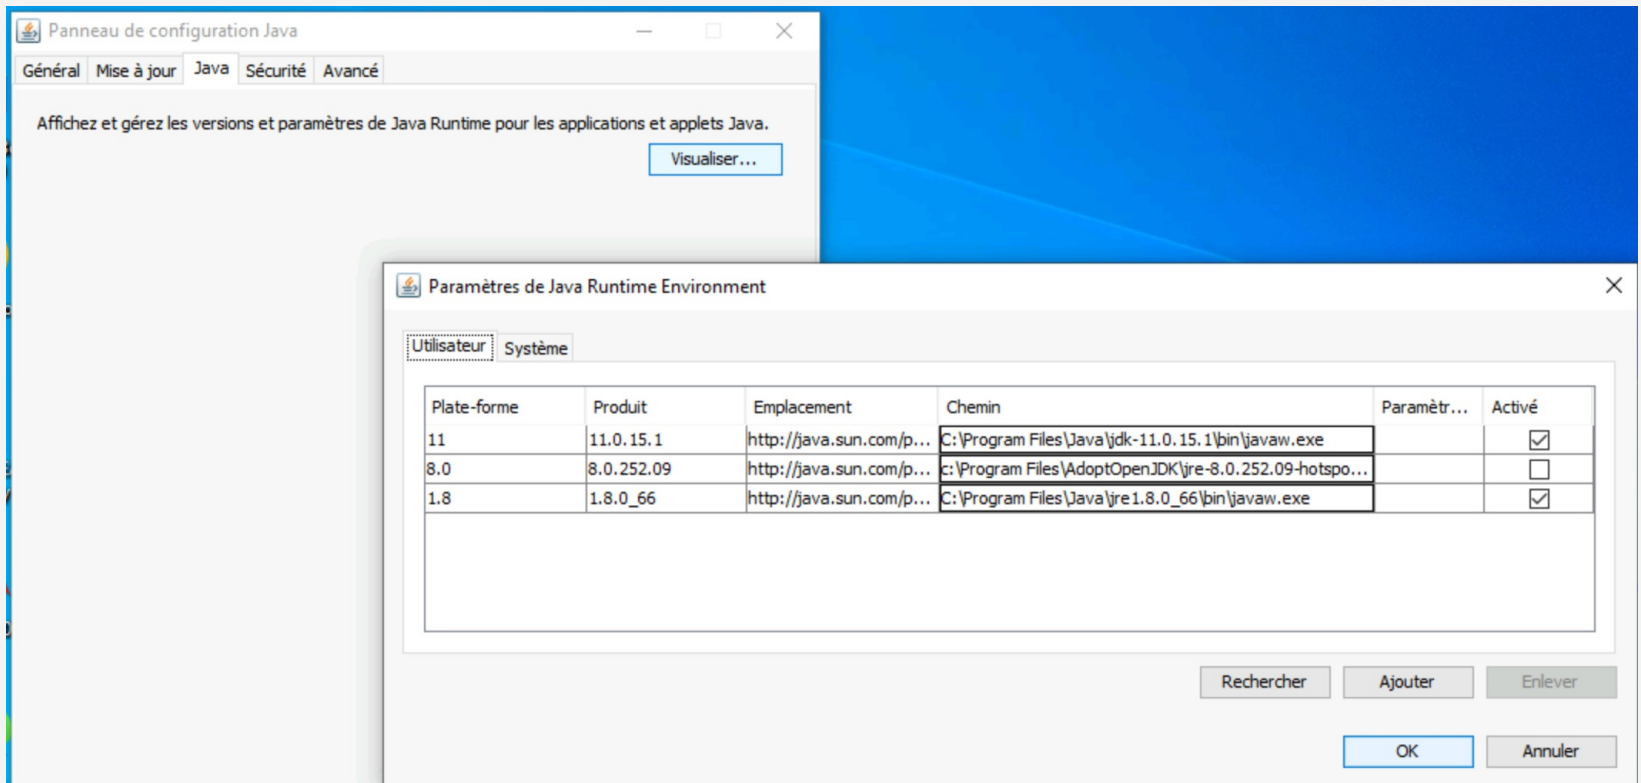 Panneau de configuration Java
Général Mise à jour Java Sécurité Avancé
Affichez et gérez les versions et paramètres de Java Runtime pour les applications et applets Java.
Visualiser...
Paramètres de Java Runtime Environment
Utilisateur Système
Plate-forme Produit Emplacement Chemin Paramètr... Activé
11 11.0.15.1 http://java.sun.com/p... C:\Program Files\Java\jdk-11.0.15.1\bin\javaw.exe
8.0 8.0.252.09 http://java.sun.com/p... c:\Program Files\AdoptOpenJDK\jre-8.0.252.09-hotspo...
1.8 1.8.0_66 http://java.sun.com/p... C:\Program Files\Java\jre1.8.0_66\bin\javaw.exe
Rechercher Ajouter Enlever
OK Annuler